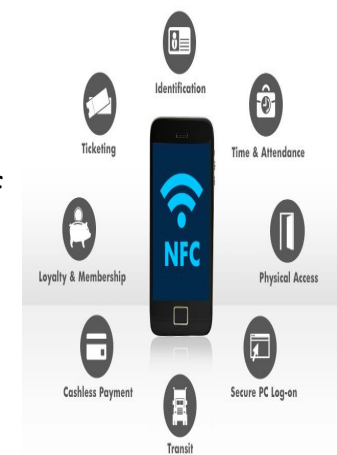 Identification
Ticketing
Time & Attendance
NFC
Loyalty & Membership
Physical Access
Cashless Payment
Secure PC Log-on
Transit